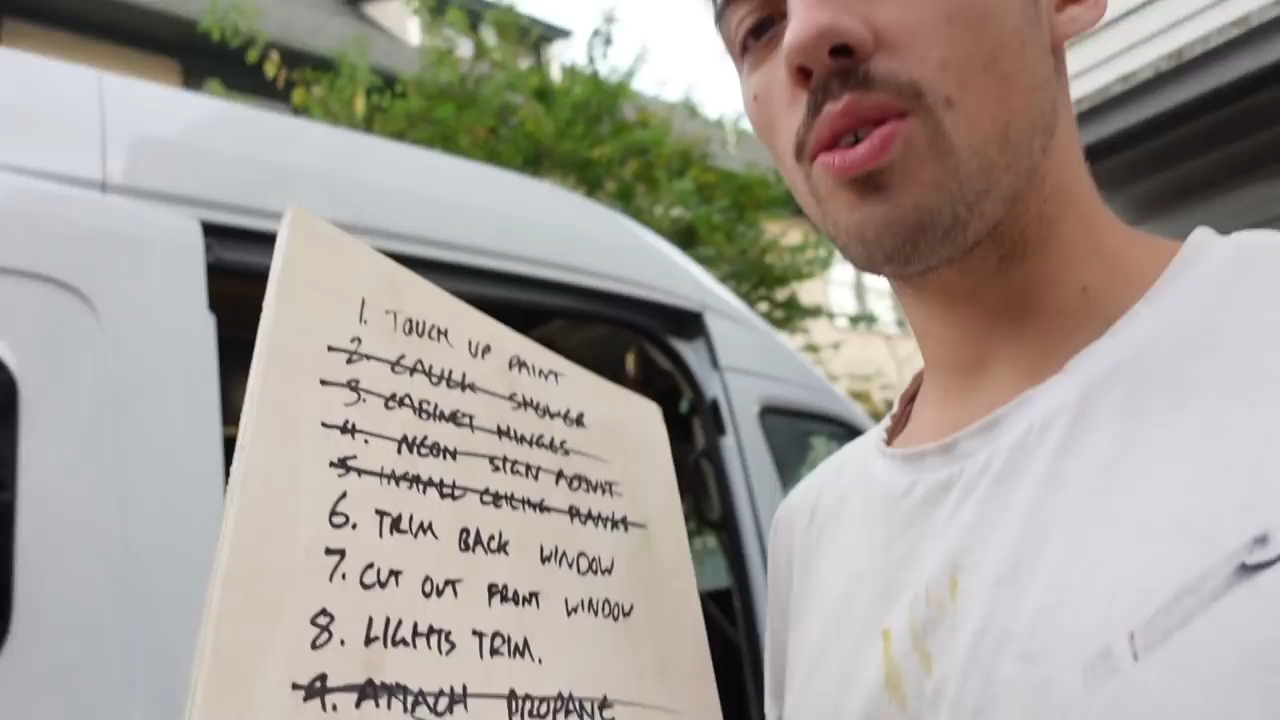 1. TOUCH UP PAINT
2. CAULK SHOWER
3. CABINET HINGES
4. NEON SIGN ADJUST
5. INSTALL CEILING PLANKS
6. TRIM BACK WINDOW
7. CUT OUT FRONT WINDOW
8. LIGHTS TRIM.
9. ATTACH PROPANE